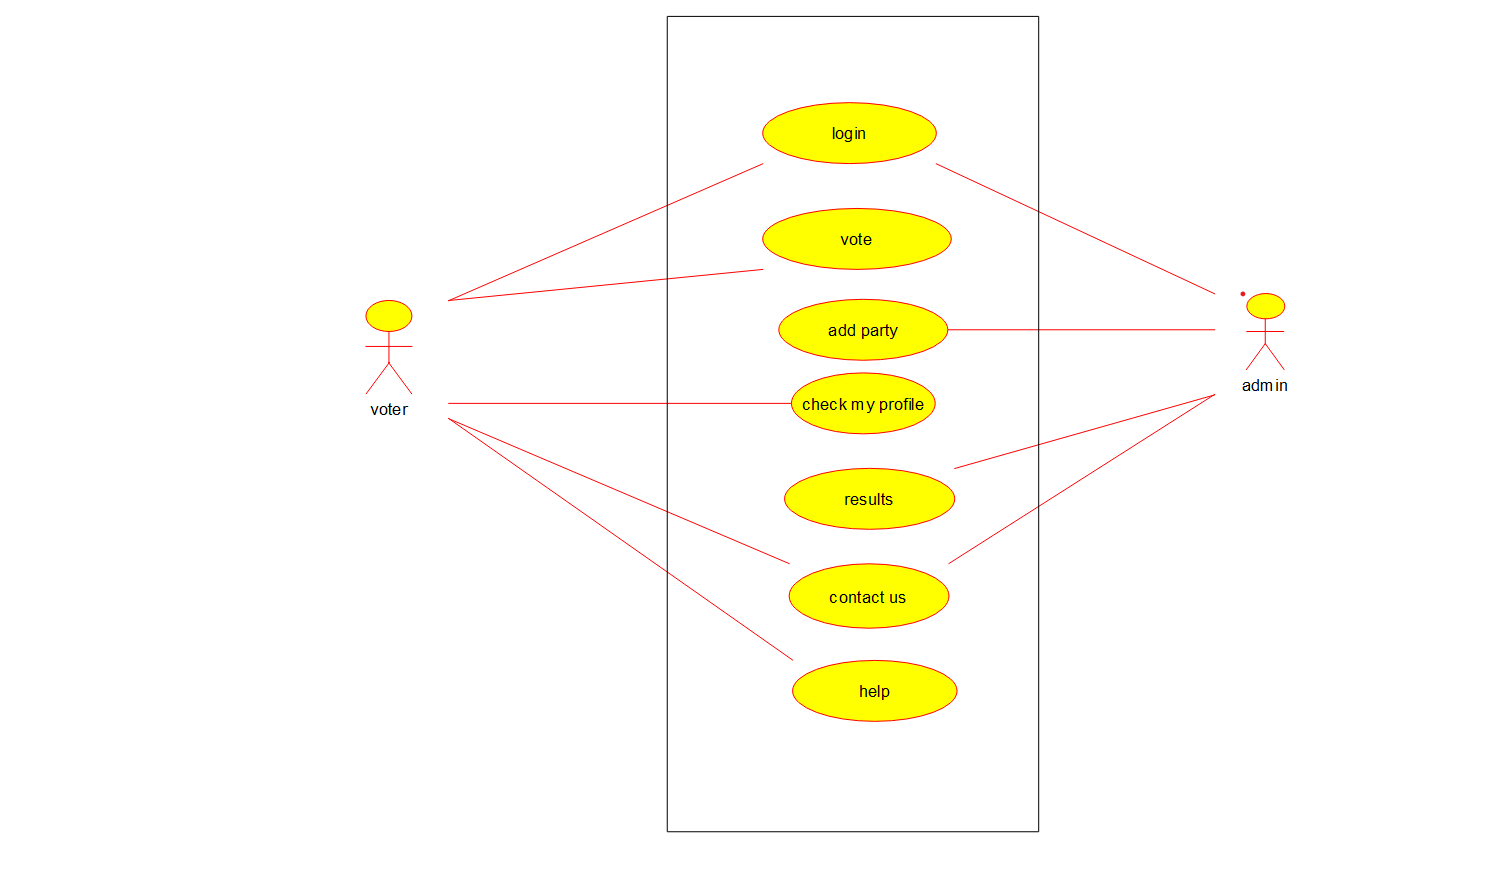 login
vote
add party
check my profile
voter
admin
results
contact us
help